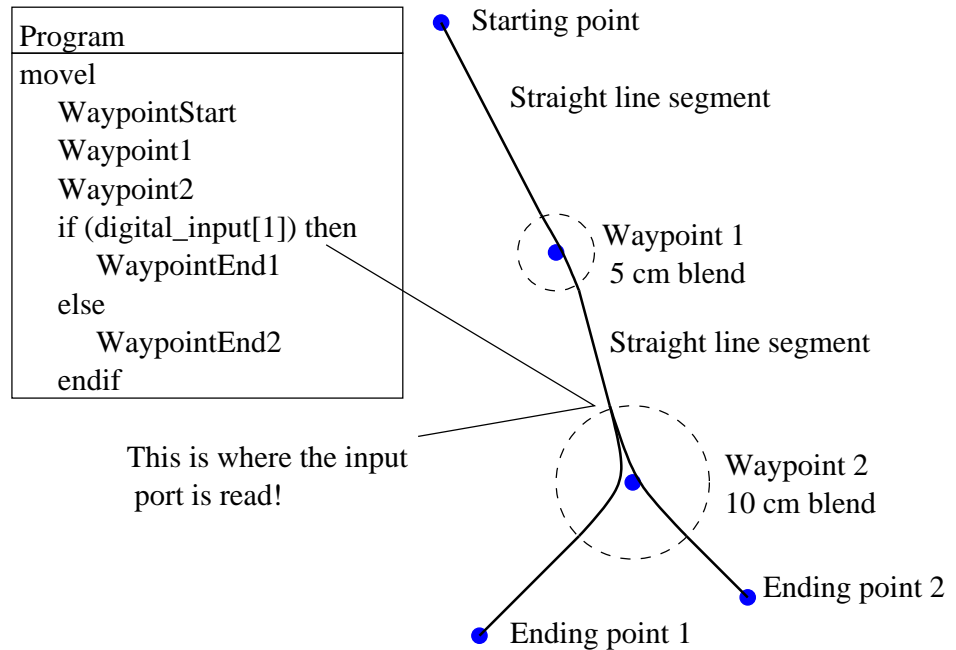 Program
movel
WaypointStart
Waypoint1
Waypoint2
if (digital_input[1]) then
WaypointEnd1
else
WaypointEnd2
endif
This is where the input
port is read!
Starting point
Straight line segment
Waypoint 1
5 cm blend
Straight line segment
Waypoint 2
10 cm blend
Ending point 2
Ending point 1